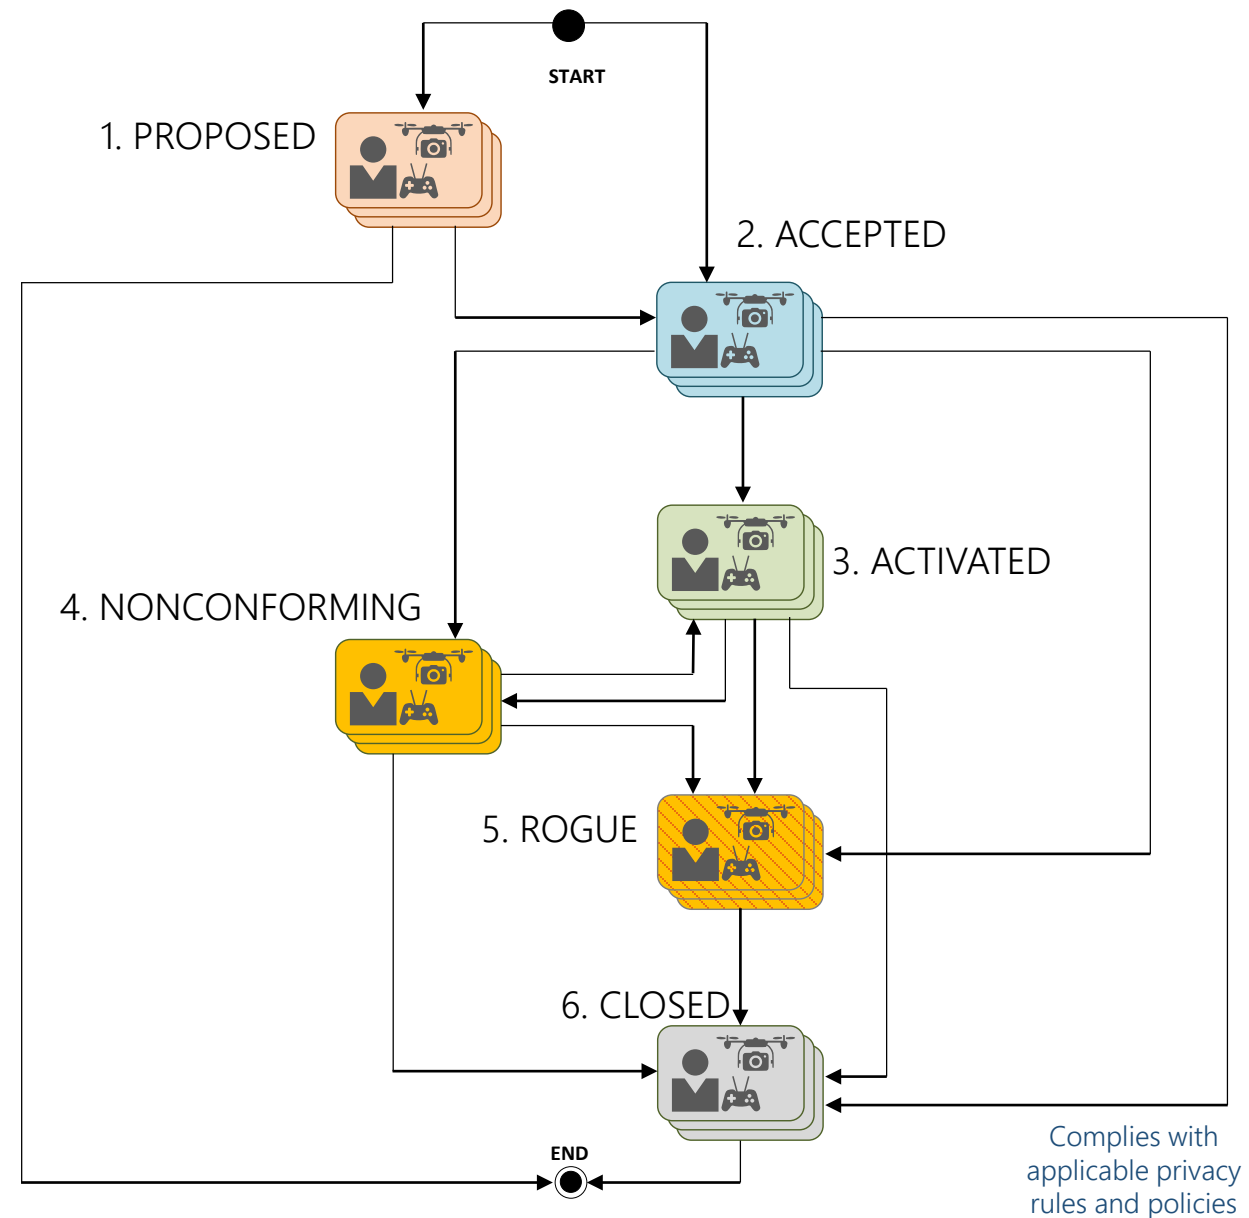 START
1. PROPOSED
2. ACCEPTED
3. ACTIVATED
4. NONCONFORMING
5. ROGUE
6. CLOSED
END
Complies with
applicable privacy
rules and policies